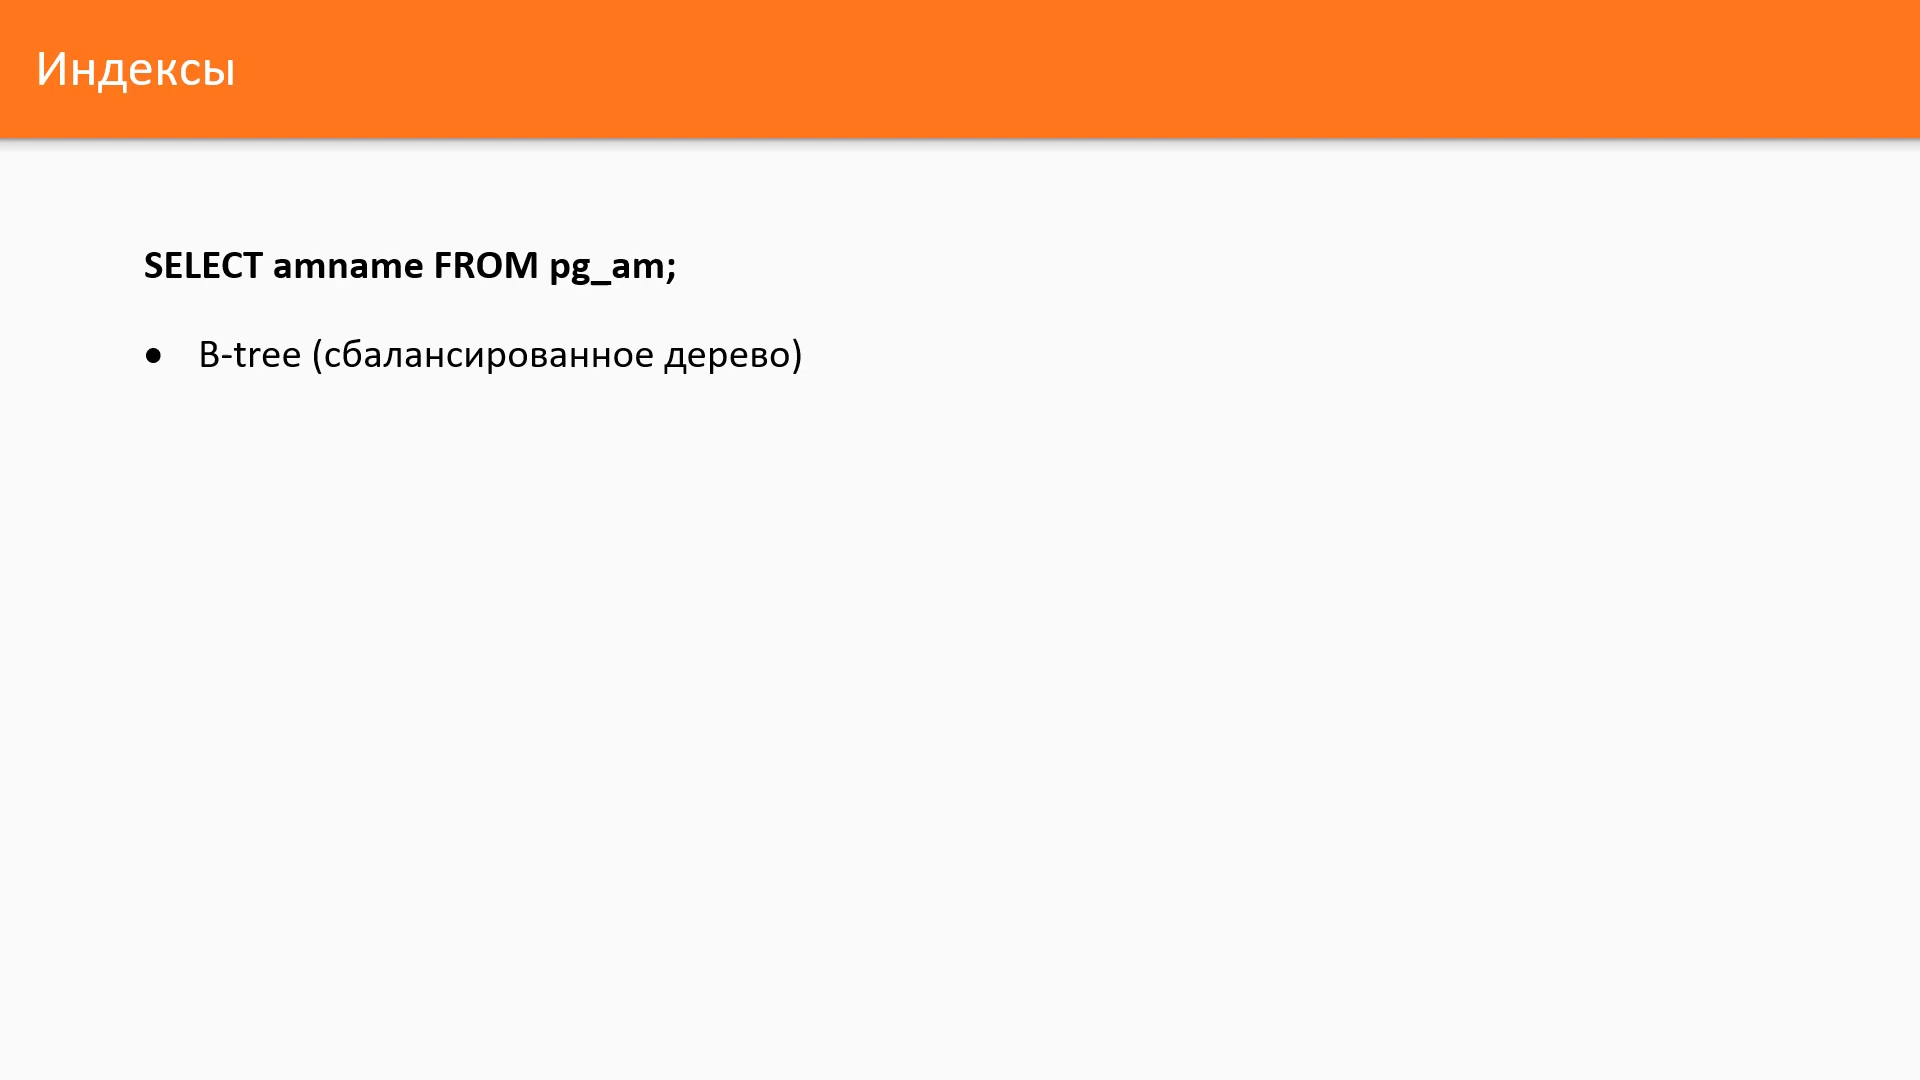 Индексы
SELECT amname FROM pg_am;
● B-tree (сбалансированное дерево)